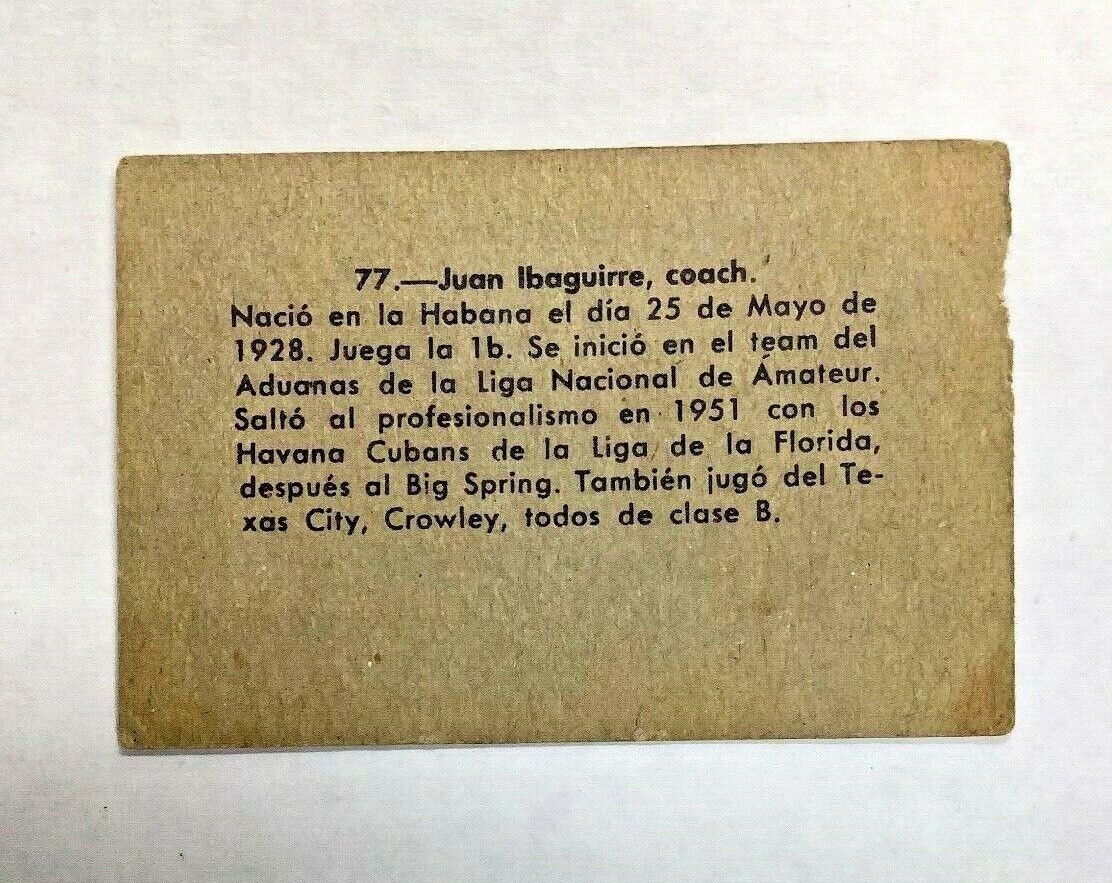 77.—Juan Ibaguirre, coach.
Nació en la Habana el día 25 de Mayo de
1928. Juega la 1b. Se inició en el team del
Aduanas de la Liga Nacional de Ámateur.
Saltó al profesionalismo en 1951 con los
Havana Cubans de la Liga de la Florida,
después al Big Spring. También jugó del Te-
xas City, Crowley, todos de clase B.